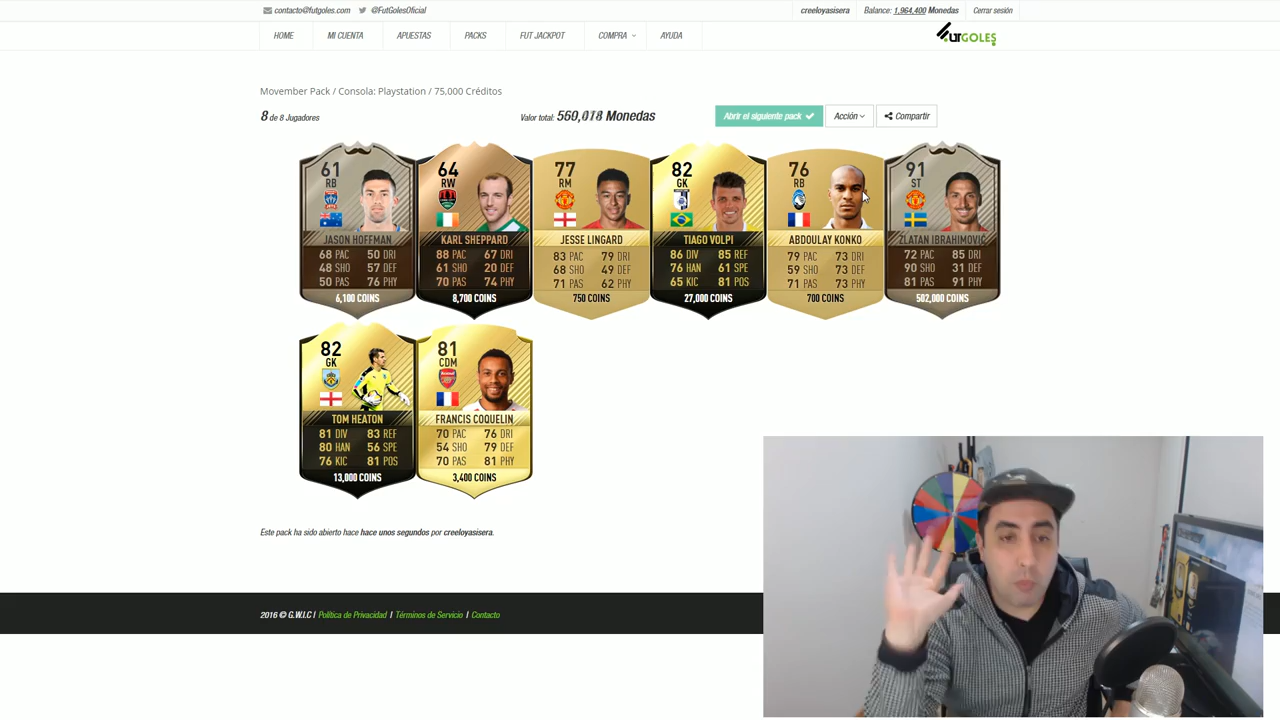 contacto@futgoles.com @FutGolesOficial creeloyasisera Balance: 1,964,400 Monedas Cerrar sesión
HOME MI CUENTA APUESTAS PACKS FUT JACKPOT COMPRA AYUDA FUTGOLES
Movember Pack / Consola: Playstation / 75,000 Créditos
8 de 8 Jugadores Valor total: 560,018 Monedas Abrir el siguiente pack Acción Compartir
61
RB
JASON HOFFMAN
68 PAC 50 DRI
48 SHO 57 DEF
50 PAS 76 PHY
6,100 COINS
64
RW
KARL SHEPPARD
88 PAC 67 DRI
61 SHO 20 DEF
70 PAS 74 PHY
8,700 COINS
77
RM
JESSE LINGARD
83 PAC 79 DRI
68 SHO 49 DEF
71 PAS 62 PHY
750 COINS
82
GK
TIAGO VOLPI
86 DIV 85 REF
76 HAN 61 SPE
65 KIC 81 POS
27,000 COINS
76
RB
ABDOULAY KONKO
79 PAC 73 DRI
59 SHO 73 DEF
71 PAS 73 PHY
700 COINS
91
ST
ZLATAN IBRAHIMOVIĆ
72 PAC 85 DRI
90 SHO 31 DEF
81 PAS 91 PHY
502,000 COINS
82
GK
TOM HEATON
81 DIV 83 REF
80 HAN 56 SPE
76 KIC 81 POS
13,000 COINS
81
CDM
FRANCIS COQUELIN
70 PAC 76 DRI
54 SHO 79 DEF
70 PAS 81 PHY
3,400 COINS
Este pack ha sido abierto hace hace unos segundos por creeloyasisera.
2016 © G.W.I.C | Política de Privacidad | Términos de Servicio | Contacto